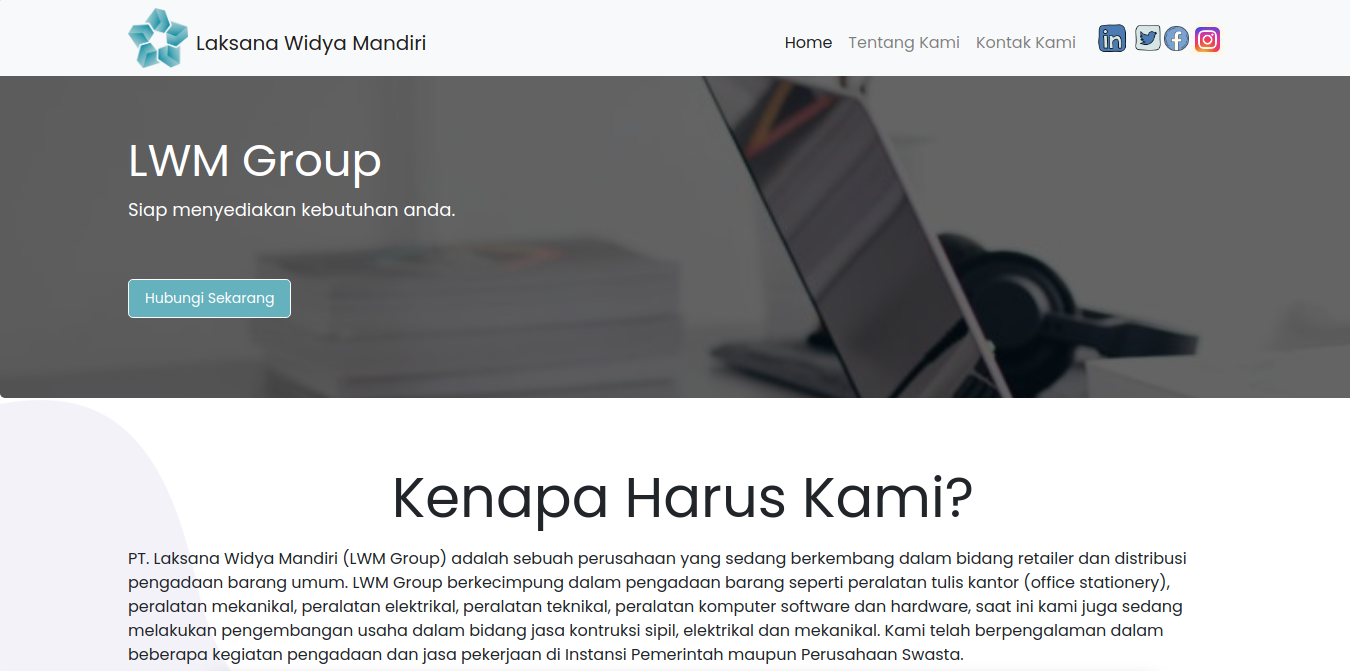 Laksana Widya Mandiri
Home Tentang Kami Kontak Kami
LWM Group
Siap menyediakan kebutuhan anda.
Hubungi Sekarang
Kenapa Harus Kami?
PT. Laksana Widya Mandiri (LWM Group) adalah sebuah perusahaan yang sedang berkembang dalam bidang retailer dan distribusi
pengadaan barang umum. LWM Group berkecimpung dalam pengadaan barang seperti peralatan tulis kantor (office stationery),
peralatan mekanikal, peralatan elektrikal, peralatan teknikal, peralatan komputer software dan hardware, saat ini kami juga sedang
melakukan pengembangan usaha dalam bidang jasa kontruksi sipil, elektrikal dan mekanikal. Kami telah berpengalaman dalam
beberapa kegiatan pengadaan dan jasa pekerjaan di Instansi Pemerintah maupun Perusahaan Swasta.